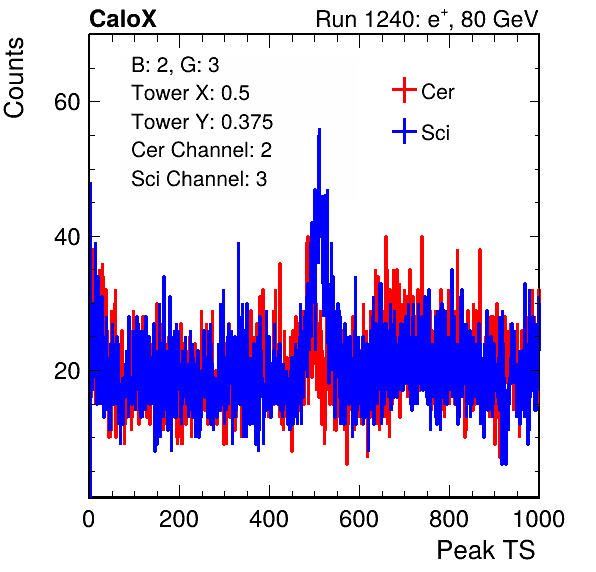 CaloX Run 1240: e⁺, 80 GeV
Counts
B: 2, G: 3
Tower X: 0.5
Tower Y: 0.375
Cer Channel: 2
Sci Channel: 3
Cer
Sci
60
40
20
0 200 400 600 800 1000
Peak TS